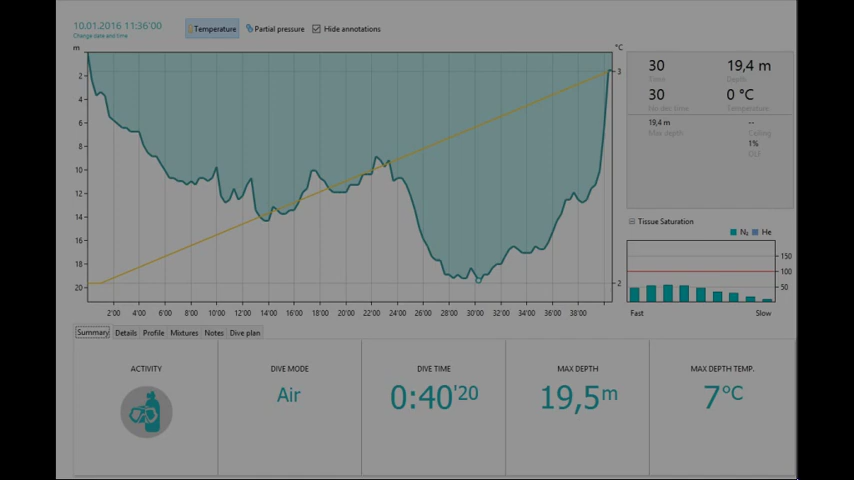 10.01.2016 11:36'00
Change date and time
Temperature
Partial pressure
Hide annotations
m
°C
2
4
6
8
10
12
14
16
18
20
3
2
2'00 4'00 6'00 8'00 10'00 12'00 14'00 16'00 18'00 20'00 22'00 24'00 26'00 28'00 30'00 32'00 34'00 36'00 38'00
30
Time
19,4 m
Depth
30
No dec time
0 °C
Temperature
19,4 m
Max depth
--
Ceiling
1%
OLF
Tissue Saturation
N₂ He
150
100
50
Fast Slow
Summary Details Profile Mixtures Notes Dive plan
ACTIVITY
DIVE MODE
Air
DIVE TIME
0:40'20
MAX DEPTH
19,5m
MAX DEPTH TEMP.
7°C